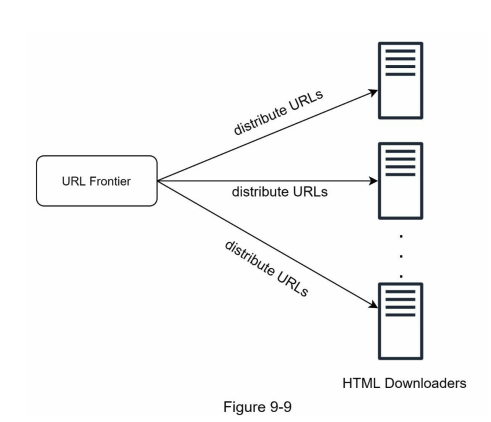 distribute URLs
URL Frontier
distribute URLs
distribute URLs
HTML Downloaders
Figure 9-9